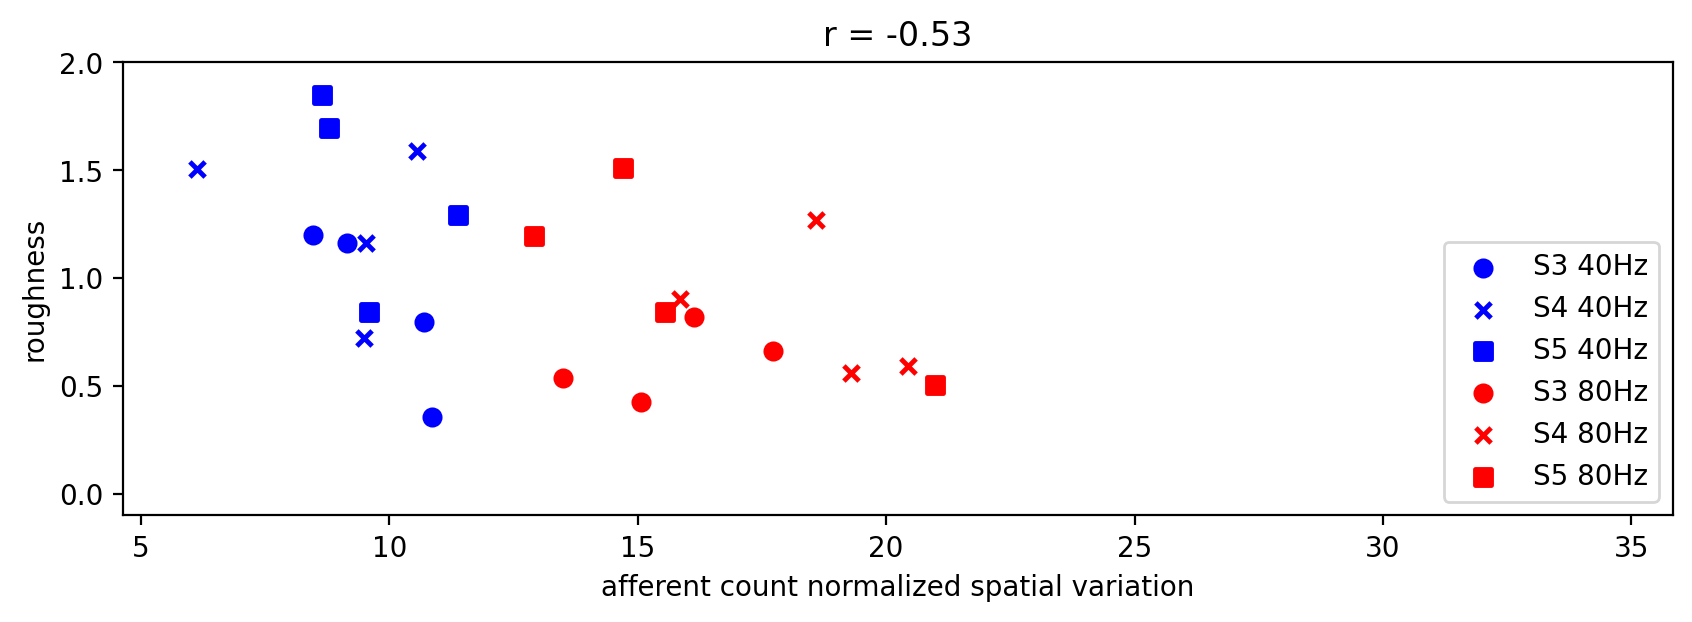 r = -0.53
2.0
1.5
1.0
0.5
0.0
roughness
5 10 15 20 25 30 35
afferent count normalized spatial variation
S3 40Hz
S4 40Hz
S5 40Hz
S3 80Hz
S4 80Hz
S5 80Hz